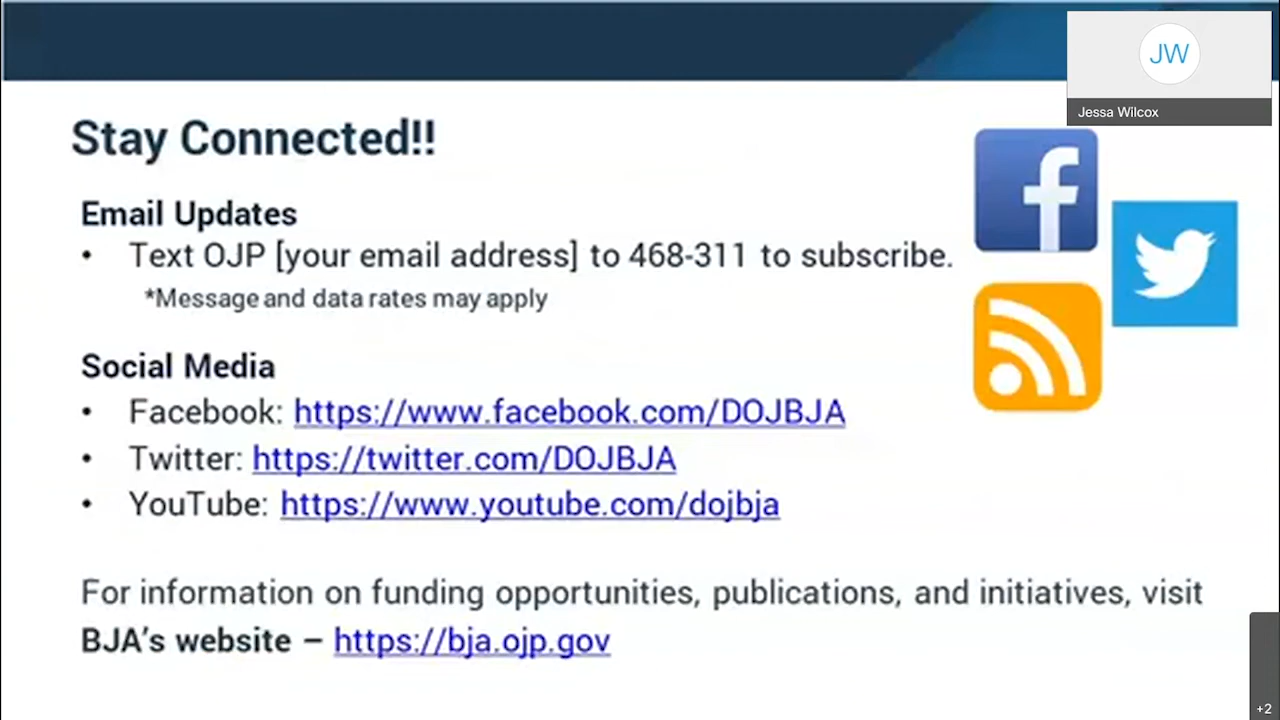 JW
Jessa Wilcox
Stay Connected!!
Email Updates
• Text OJP [your email address] to 468-311 to subscribe.
*Message and data rates may apply
Social Media
• Facebook: https://www.facebook.com/DOJBJA
• Twitter: https://twitter.com/DOJBJA
• YouTube: https://www.youtube.com/dojbja
For information on funding opportunities, publications, and initiatives, visit
BJA’s website – https://bja.ojp.gov
+2